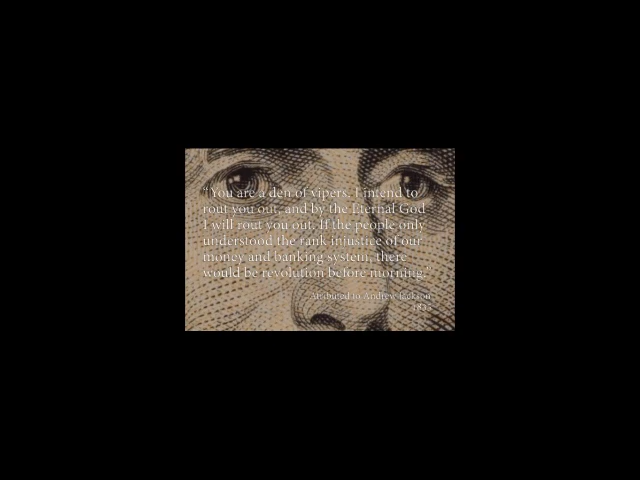 “You are a den of vipers. I intend to
rout you out, and by the Eternal God
I will rout you out. If the people only
understood the rank injustice of our
money and banking system, there
would be revolution before morning.”
Attributed to Andrew Jackson